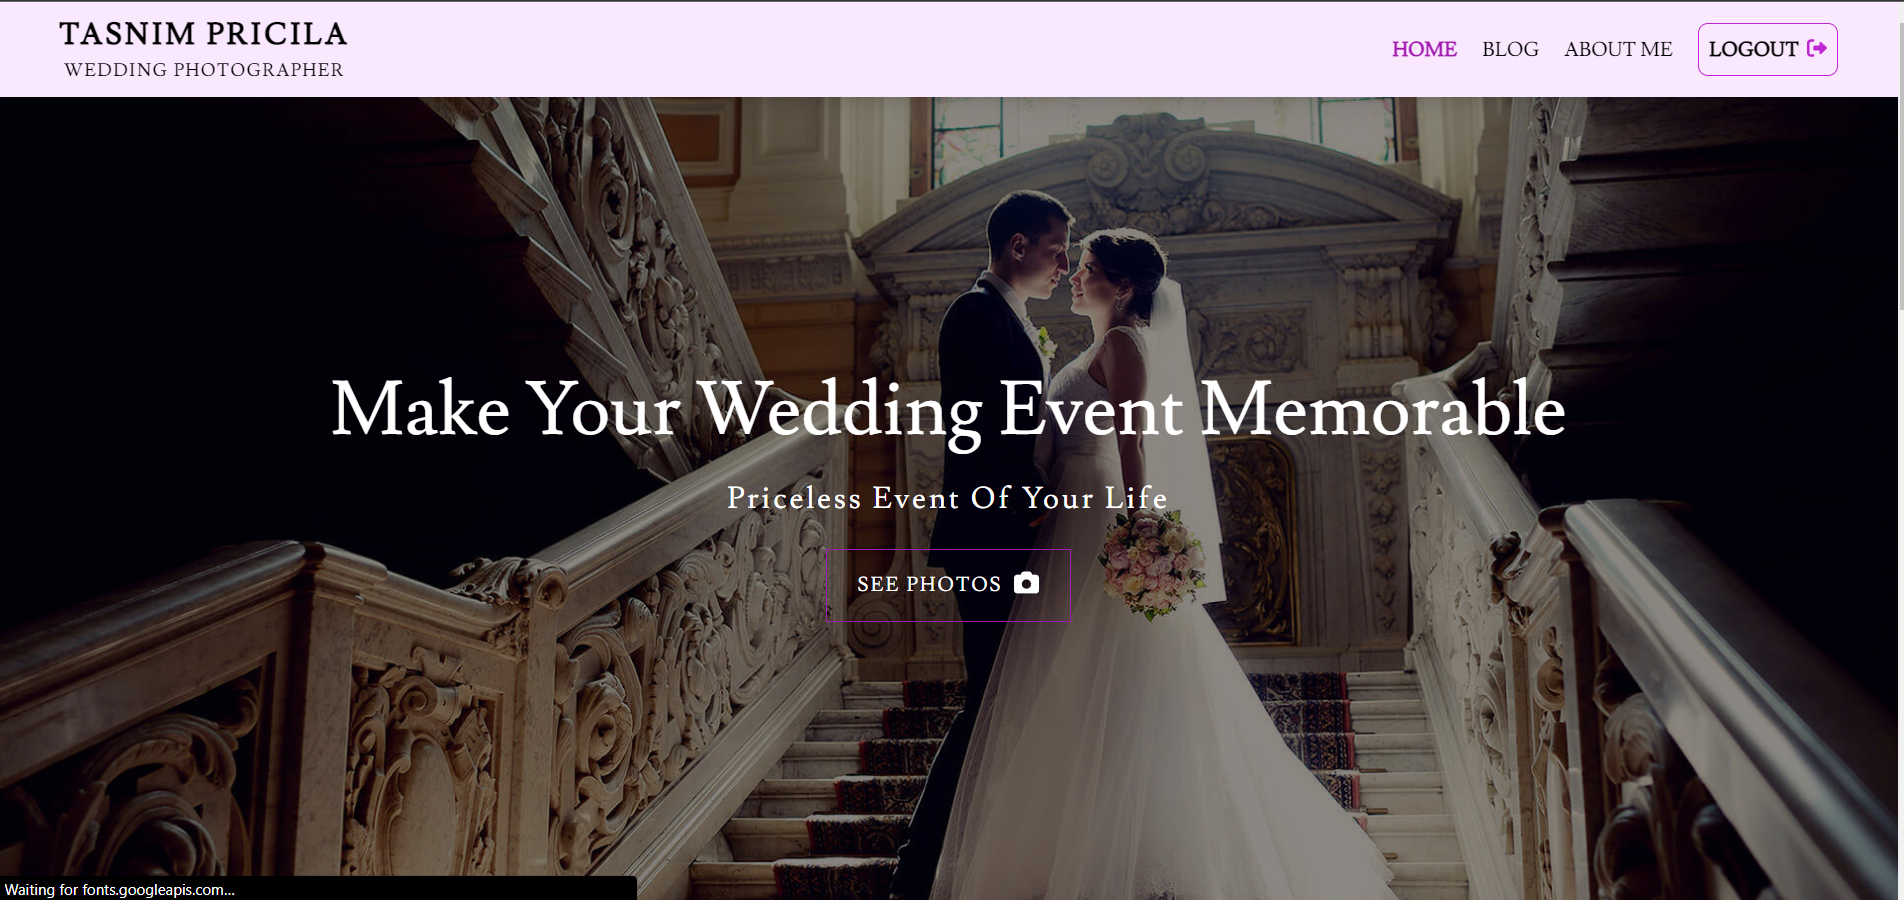 TASNIM PRICILA
WEDDING PHOTOGRAPHER
HOME BLOG ABOUT ME LOGOUT
Make Your Wedding Event Memorable
Priceless Event Of Your Life
SEE PHOTOS
Waiting for fonts.googleapis.com...